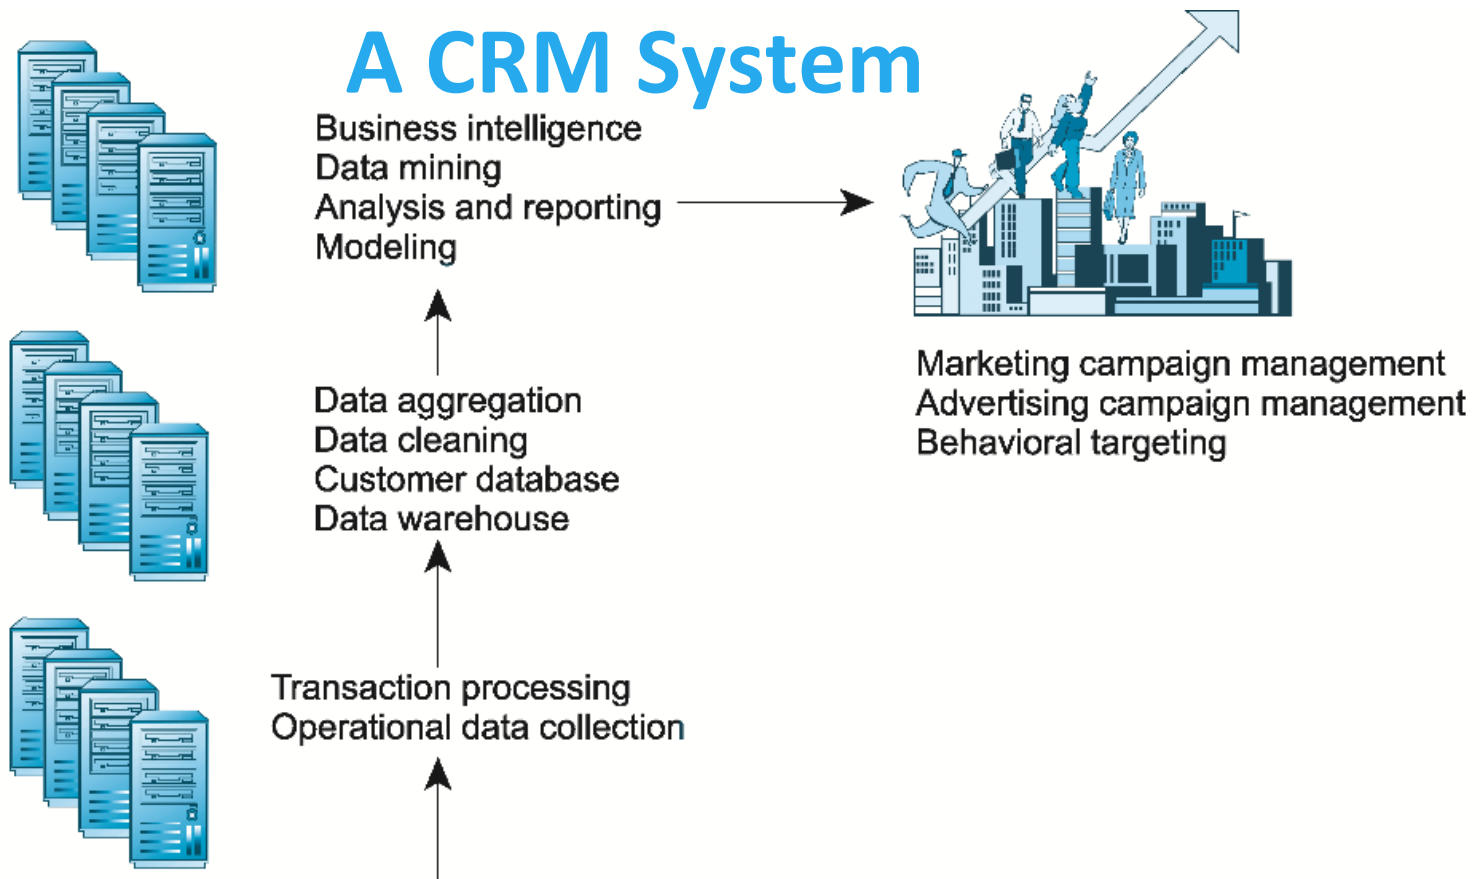 A CRM System
Business intelligence
Data mining
Analysis and reporting
Modeling
Data aggregation
Data cleaning
Customer database
Data warehouse
Transaction processing
Operational data collection
Marketing campaign management
Advertising campaign management
Behavioral targeting